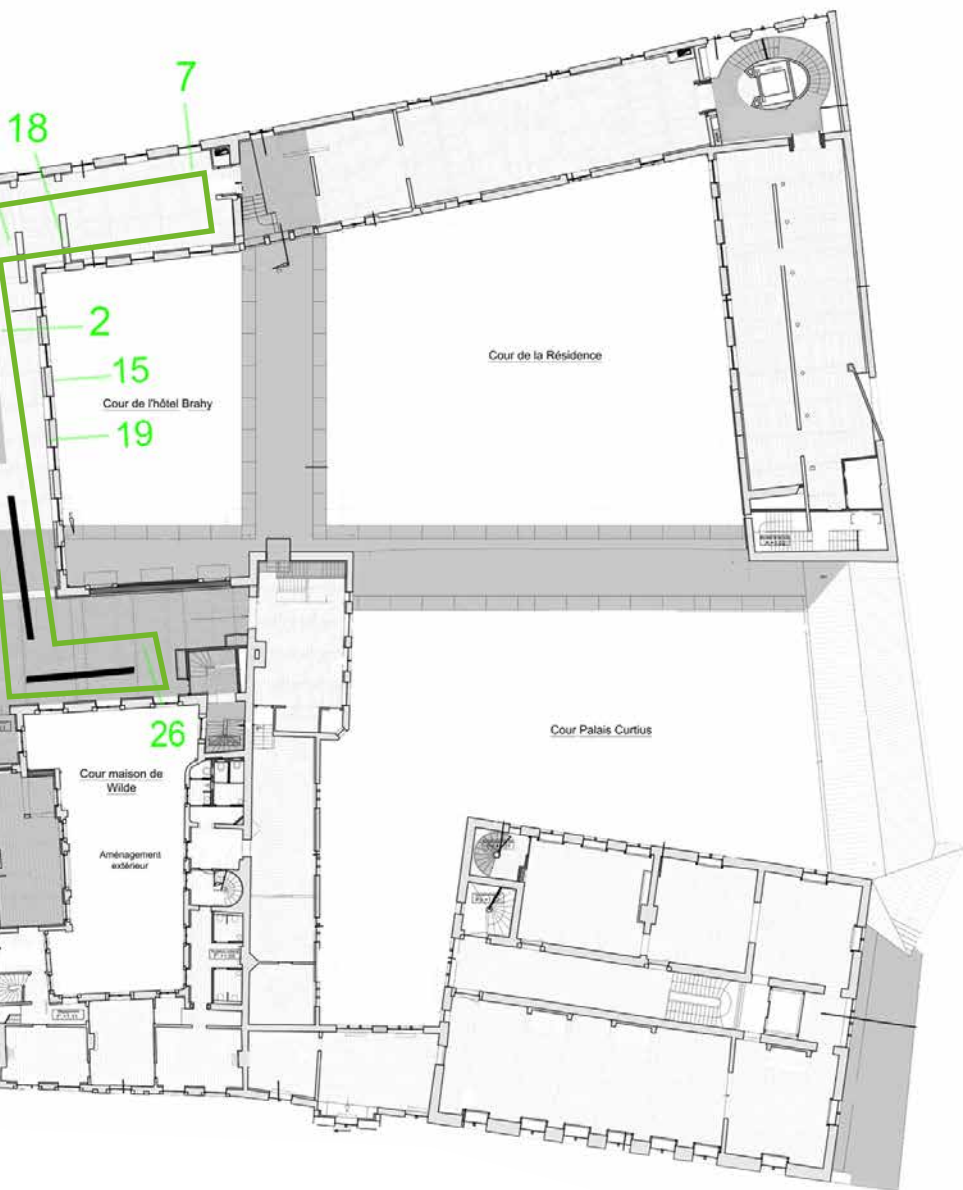 7
18
2
15
19
26
Cour de l'hôtel Brahy
Cour de la Résidence
Cour Palais Curtius
Cour maison de
Wilde
Aménagement
extérieur